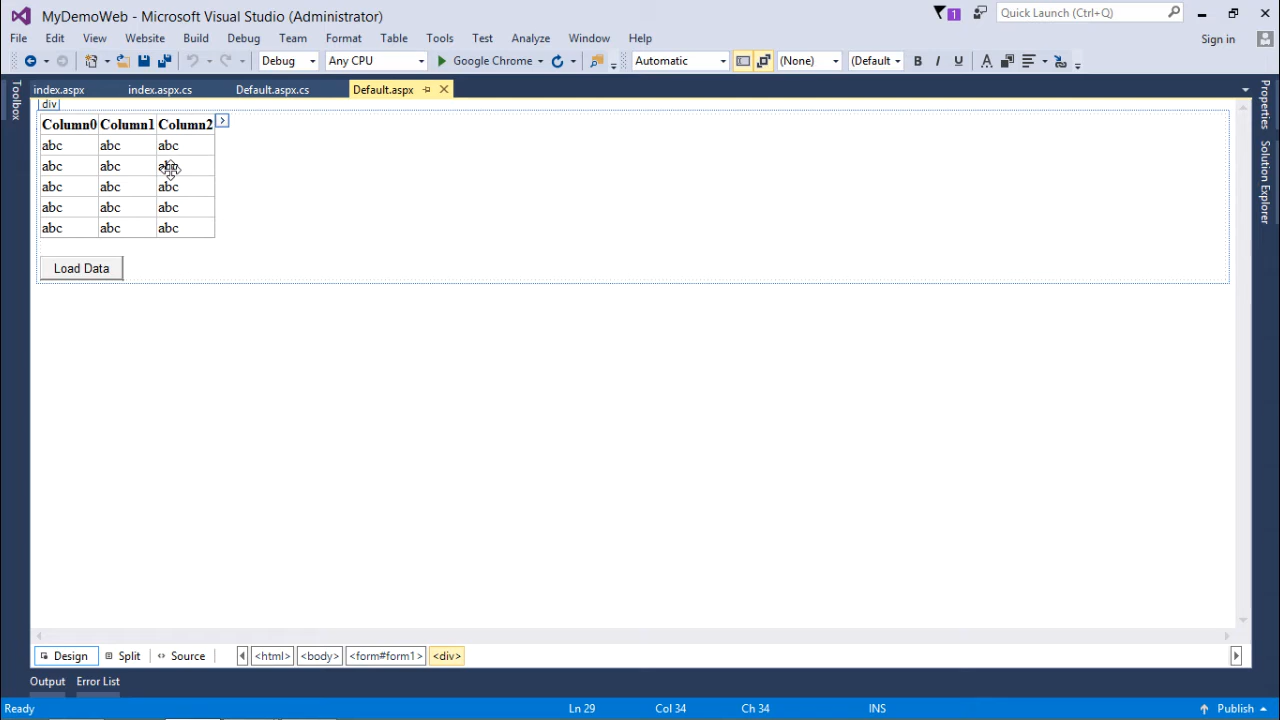 MyDemoWeb - Microsoft Visual Studio (Administrator)
1
Quick Launch (Ctrl+Q)
File Edit View Website Build Debug Team Format Table Tools Test Analyze Window Help
Sign in
Debug Any CPU Google Chrome Automatic (None) (Default B I U A
index.aspx index.aspx.cs Default.aspx.cs Default.aspx
Toolbox
Properties
Solution Explorer
div
Column0 Column1 Column2
abc abc abc
abc abc abc
abc abc abc
abc abc abc
abc abc abc
Load Data
Design Split Source <html> <body> <form#form1> <div>
Output Error List
Ready Ln 29 Col 34 Ch 34 INS Publish